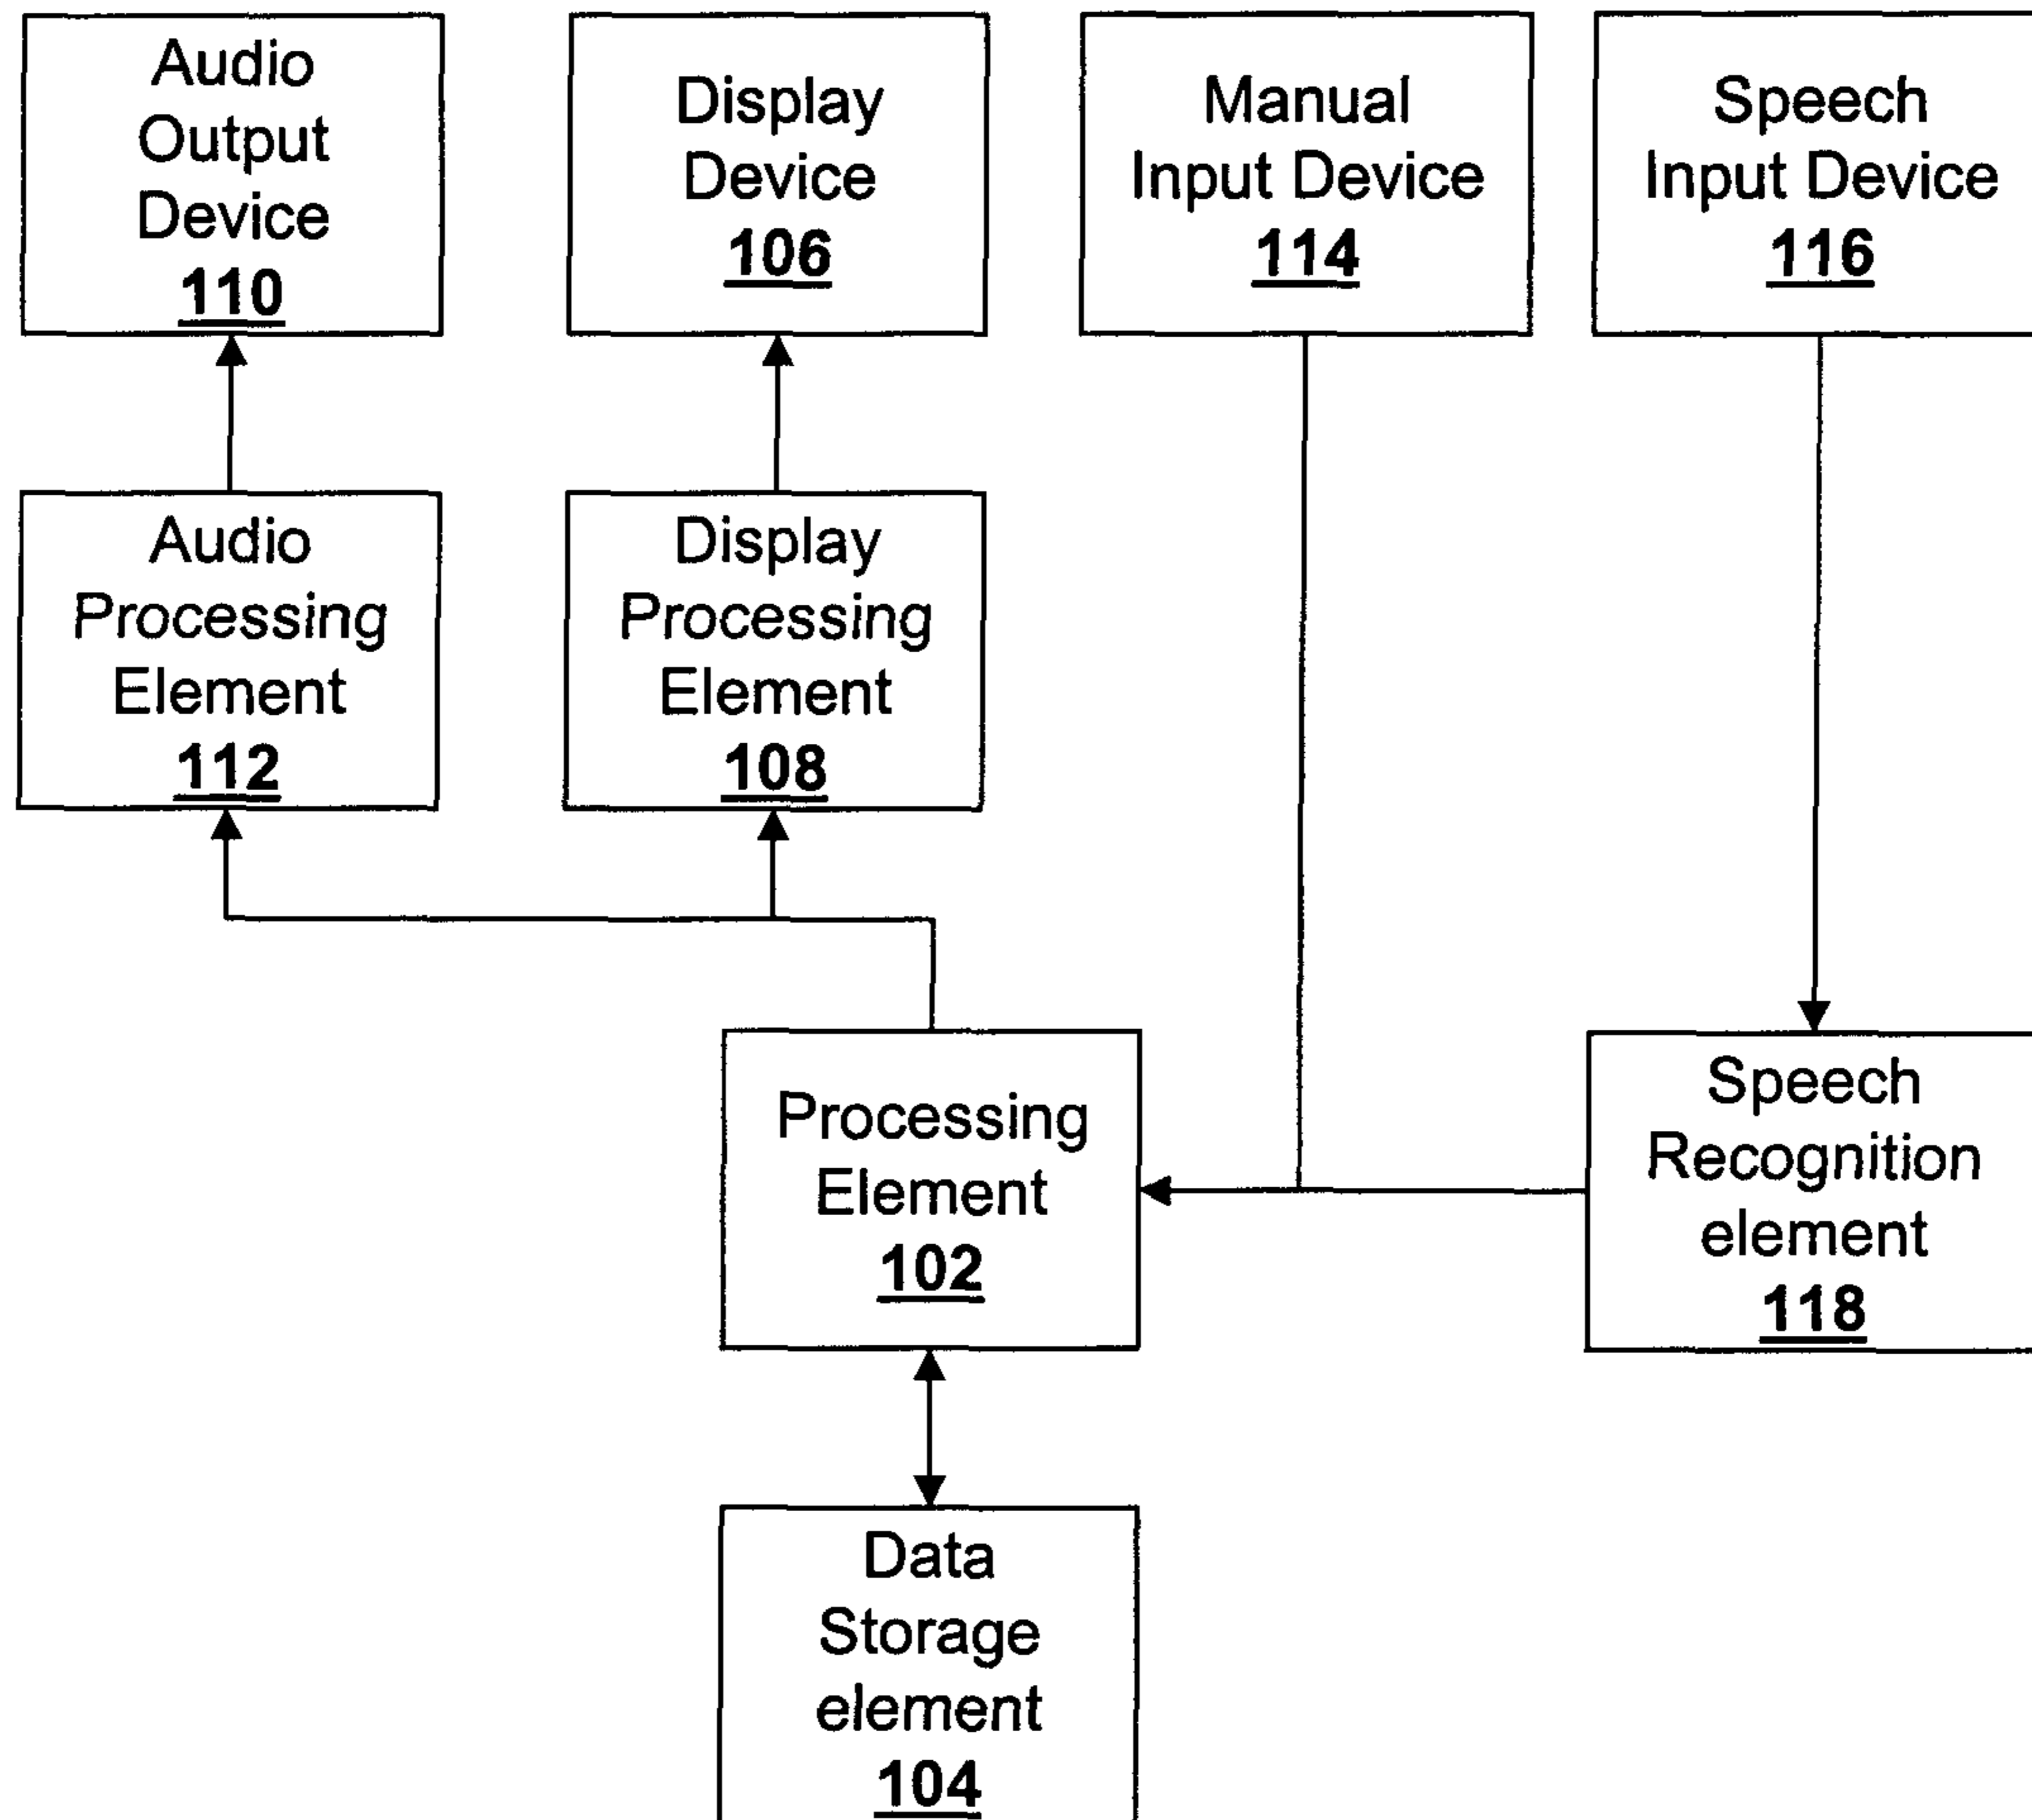 Audio
Output
Device
110
Display
Device
106
Manual
Input Device
114
Speech
Input Device
116
Audio
Processing
Element
112
Display
Processing
Element
108
Processing
Element
102
Speech
Recognition
element
118
Data
Storage
element
104